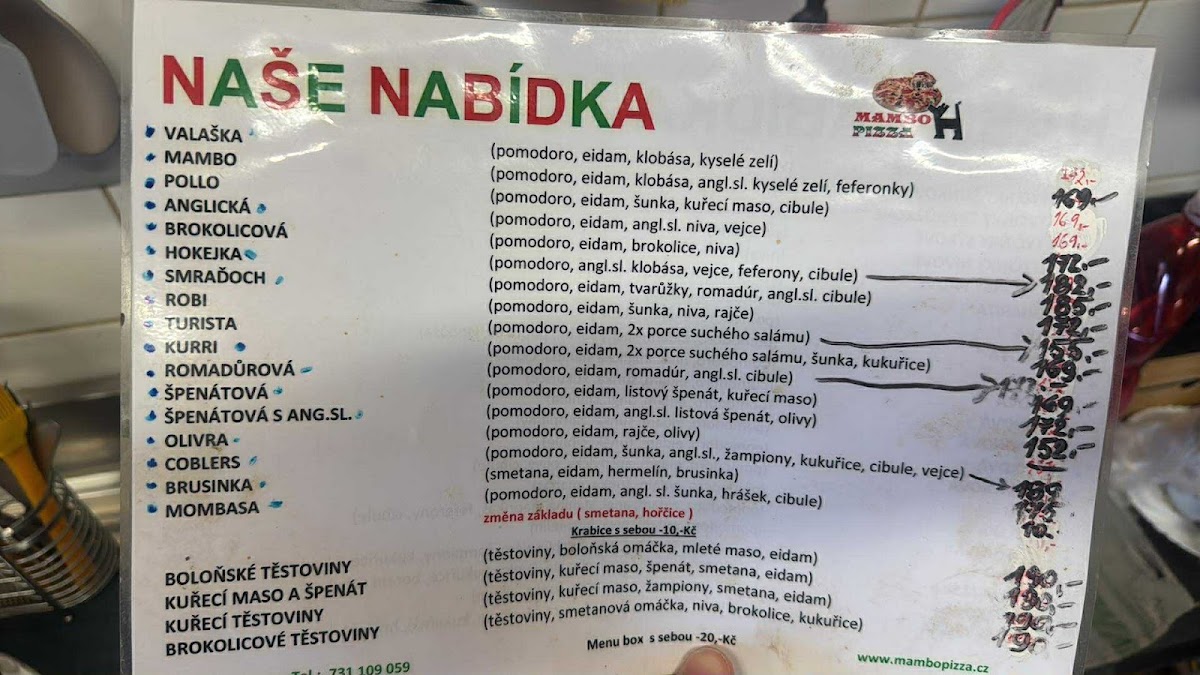 NAŠE NABÍDKA
MAMBO
PIZZA
VALAŠKA (pomodoro, eidam, klobása, kyselé zelí)
MAMBO (pomodoro, eidam, klobása, angl.sl. kyselé zelí, feferonky) 169,-
POLLO (pomodoro, eidam, šunka, kuřecí maso, cibule) 169,-
ANGLICKÁ (pomodoro, eidam, angl.sl. niva, vejce) 169,-
BROKOLICOVÁ (pomodoro, eidam, brokolice, niva) 172,-
HOKEJKA (pomodoro, angl.sl. klobása, vejce, feferony, cibule) 182,-
SMRAĎOCH (pomodoro, eidam, tvarůžky, romadúr, angl.sl. cibule) 185,-
ROBI (pomodoro, eidam, šunka, niva, rajče) 172,-
TURISTA (pomodoro, eidam, 2x porce suchého salámu) 155,-
KURRI (pomodoro, eidam, 2x porce suchého salámu, šunka, kukuřice) 169,-
ROMADŮROVÁ (pomodoro, eidam, romadúr, angl.sl. cibule)
ŠPENÁTOVÁ (pomodoro, eidam, listový špenát, kuřecí maso) 169,-
ŠPENÁTOVÁ S ANG.SL. (pomodoro, eidam, angl.sl. listová špenát, olivy) 172,-
OLIVRA (pomodoro, eidam, rajče, olivy) 152,-
COBLERS (pomodoro, eidam, šunka, angl.sl., žampiony, kukuřice, cibule, vejce) 189
BRUSINKA (smetana, eidam, hermelín, brusinka)
MOMBASA (pomodoro, eidam, angl. sl. šunka, hrášek, cibule)
změna základu ( smetana, hořčice ) 10,-
Krabice s sebou -10,-Kč
BOLOŇSKÉ TĚSTOVINY (těstoviny, boloňská omáčka, mleté maso, eidam) 190,-
KUŘECÍ MASO A ŠPENÁT (těstoviny, kuřecí maso, špenát, smetana, eidam) 190,-
KUŘECÍ TĚSTOVINY (těstoviny, kuřecí maso, žampiony, smetana, eidam) 190,-
BROKOLICOVÉ TĚSTOVINY (těstoviny, smetanová omáčka, niva, brokolice, kukuřice) 190
Menu box s sebou -20,-Kč
Tel.: 731 109 059
www.mambopizza.cz